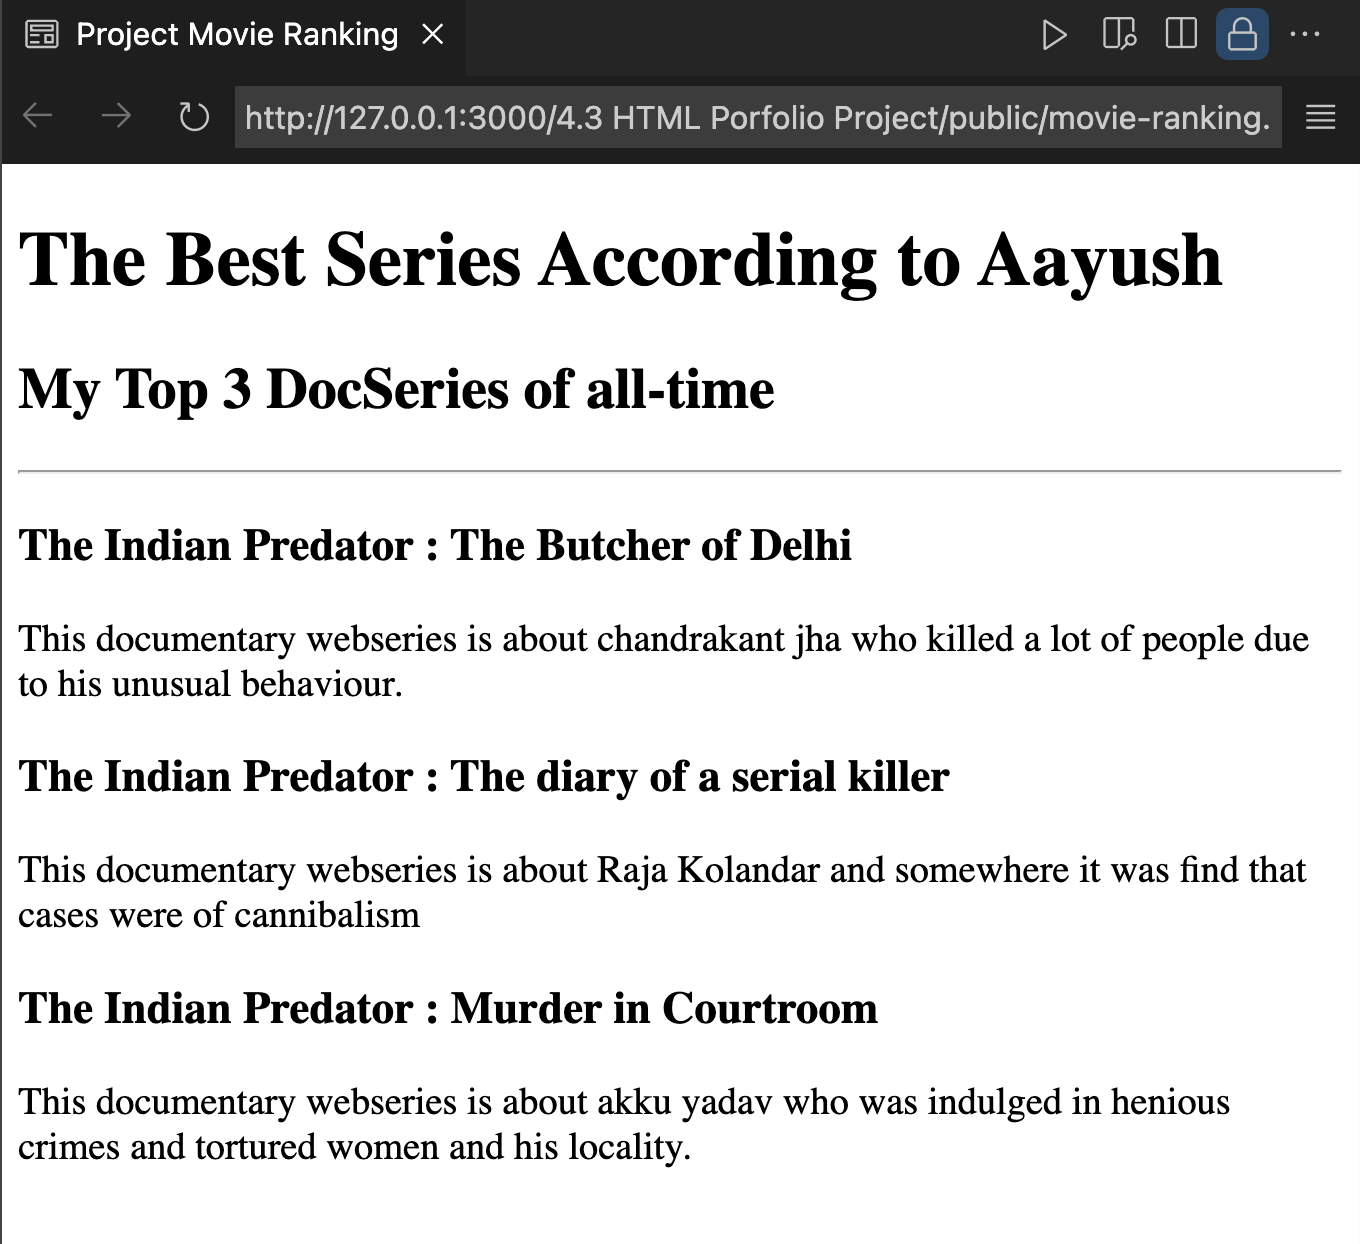 Project Movie Ranking
http://127.0.0.1:3000/4.3 HTML Porfolio Project/public/movie-ranking.
The Best Series According to Aayush
My Top 3 DocSeries of all-time
The Indian Predator : The Butcher of Delhi
This documentary webseries is about chandrakant jha who killed a lot of people due
to his unusual behaviour.
The Indian Predator : The diary of a serial killer
This documentary webseries is about Raja Kolandar and somewhere it was find that
cases were of cannibalism
The Indian Predator : Murder in Courtroom
This documentary webseries is about akku yadav who was indulged in henious
crimes and tortured women and his locality.